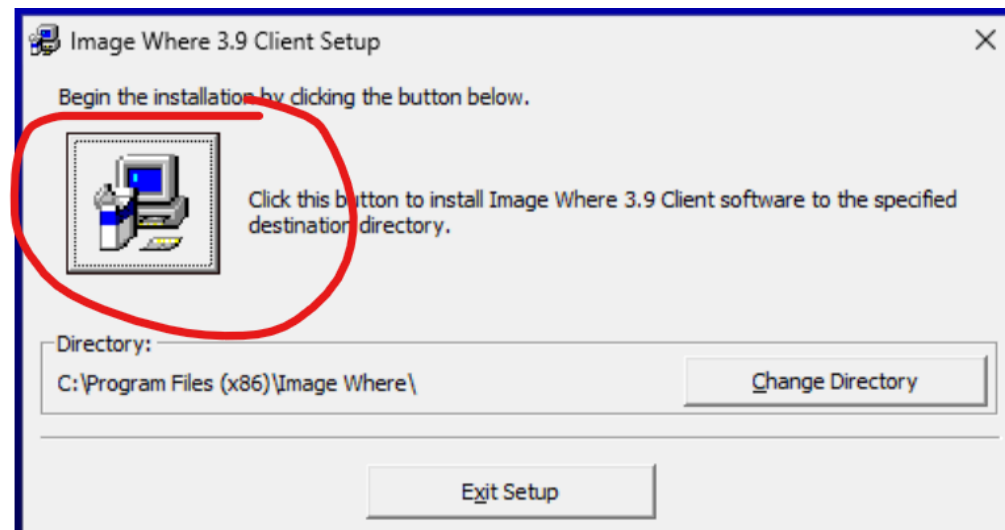 Image Where 3.9 Client Setup
Begin the installation by clicking the button below.
Click this button to install Image Where 3.9 Client software to the specified
destination directory.
Directory:
C:\Program Files (x86)\Image Where\
Change Directory
Exit Setup